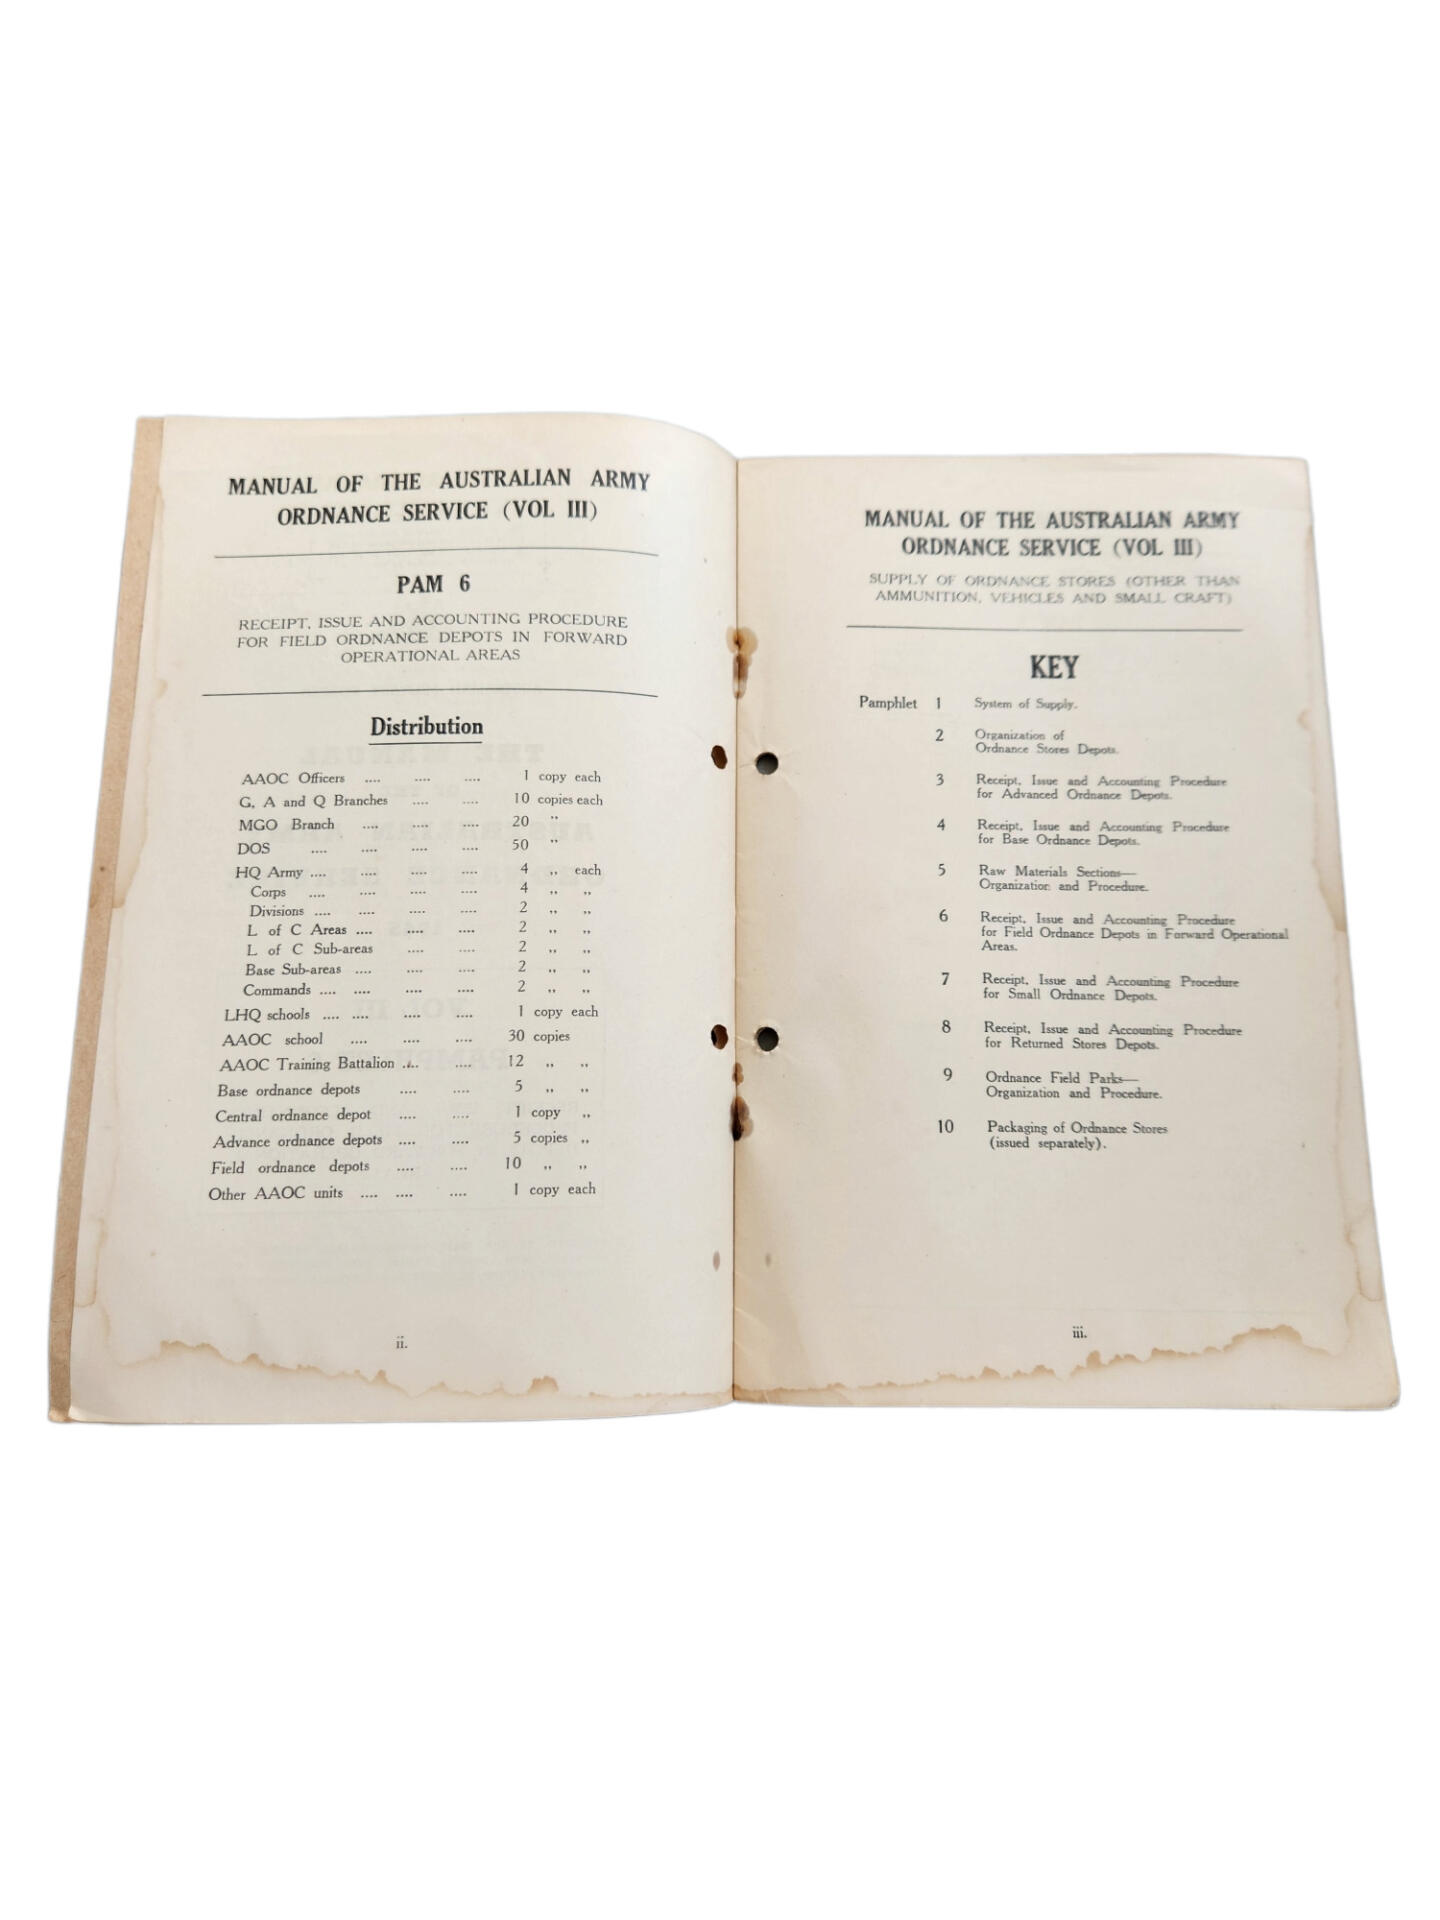 MANUAL OF THE AUSTRALIAN ARMY
ORDNANCE SERVICE (VOL III)
PAM 6
RECEIPT, ISSUE AND ACCOUNTING PROCEDURE
FOR FIELD ORDNANCE DEPOTS IN FORWARD
OPERATIONAL AREAS
Distribution
AAOC Officers .... .... .... 1 copy each
G, A and Q Branches .... .... 10 copies each
MGO Branch .... .... .... 20 ,,
DOS .... .... .... .... 50 ,,
HQ Army .... .... .... .... 4 ,, each
Corps .... .... .... .... 4 ,, ,,
Divisions .... .... .... .... 2 ,, ,,
L of C Areas .... .... .... 2 ,, ,,
L of C Sub-areas .... .... 2 ,, ,,
Base Sub-areas .... .... .... 2 ,, ,,
Commands .... .... .... .... 2 ,, ,,
LHQ schools .... .... .... .... 1 copy each
AAOC school .... .... .... 30 copies
AAOC Training Battalion .... .... 12 ,, ,,
Base ordnance depots .... .... 5 ,, ,,
Central ordnance depot .... .... 1 copy ,,
Advance ordnance depots .... .... 5 copies ,,
Field ordnance depots .... .... 10 ,, ,,
Other AAOC units .... .... .... 1 copy each
ii.
MANUAL OF THE AUSTRALIAN ARMY
ORDNANCE SERVICE (VOL III)
SUPPLY OF ORDNANCE STORES (OTHER THAN
AMMUNITION, VEHICLES AND SMALL CRAFT)
KEY
Pamphlet 1 System of Supply.
2 Organization of
Ordnance Stores Depots.
3 Receipt, Issue and Accounting Procedure
for Advanced Ordnance Depots.
4 Receipt, Issue and Accounting Procedure
for Base Ordnance Depots.
5 Raw Materials Sections—
Organization and Procedure.
6 Receipt, Issue and Accounting Procedure
for Field Ordnance Depots in Forward Operational
Areas.
7 Receipt, Issue and Accounting Procedure
for Small Ordnance Depots.
8 Receipt, Issue and Accounting Procedure
for Returned Stores Depots.
9 Ordnance Field Parks—
Organization and Procedure.
10 Packaging of Ordnance Stores
(issued separately).
iii.